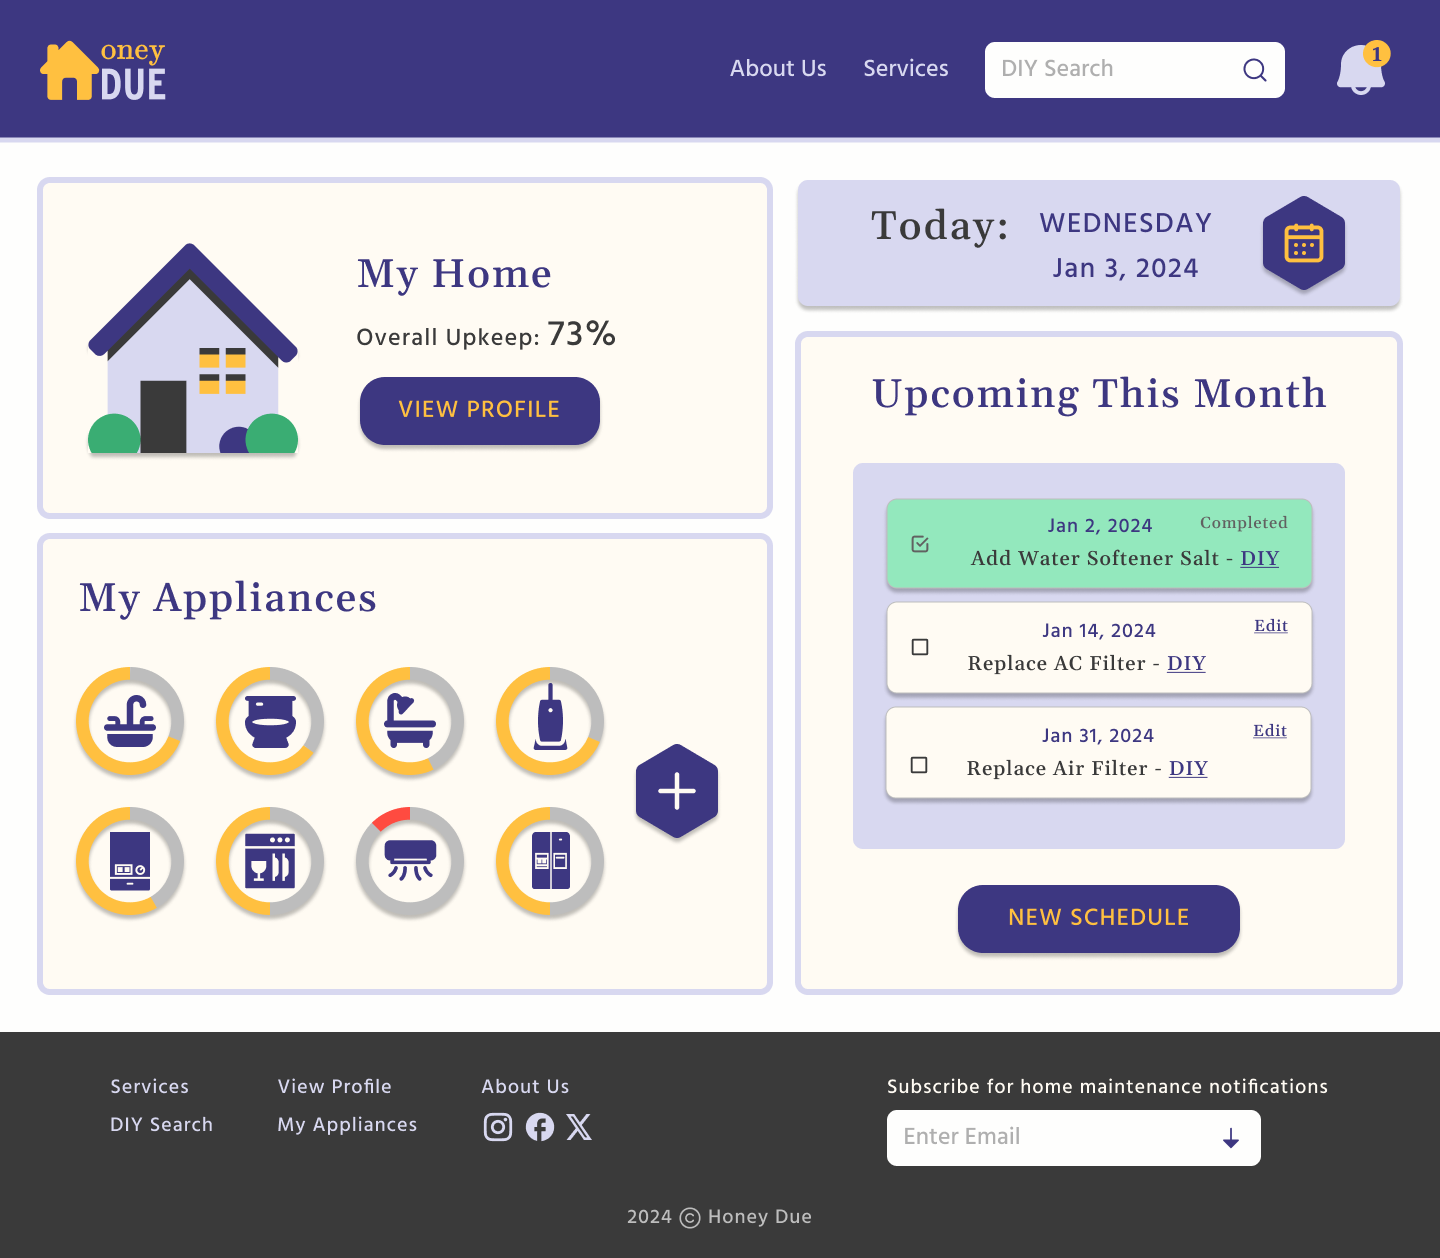 oney
DUE
About Us
Services
DIY Search
1
My Home
Overall Upkeep: 73%
VIEW PROFILE
Today:
WEDNESDAY
Jan 3, 2024
My Appliances
Upcoming This Month
Jan 2, 2024
Completed
Add Water Softener Salt - DIY
Jan 14, 2024
Edit
Replace AC Filter - DIY
Jan 31, 2024
Edit
Replace Air Filter - DIY
NEW SCHEDULE
Services
View Profile
About Us
DIY Search
My Appliances
Subscribe for home maintenance notifications
Enter Email
2024 © Honey Due